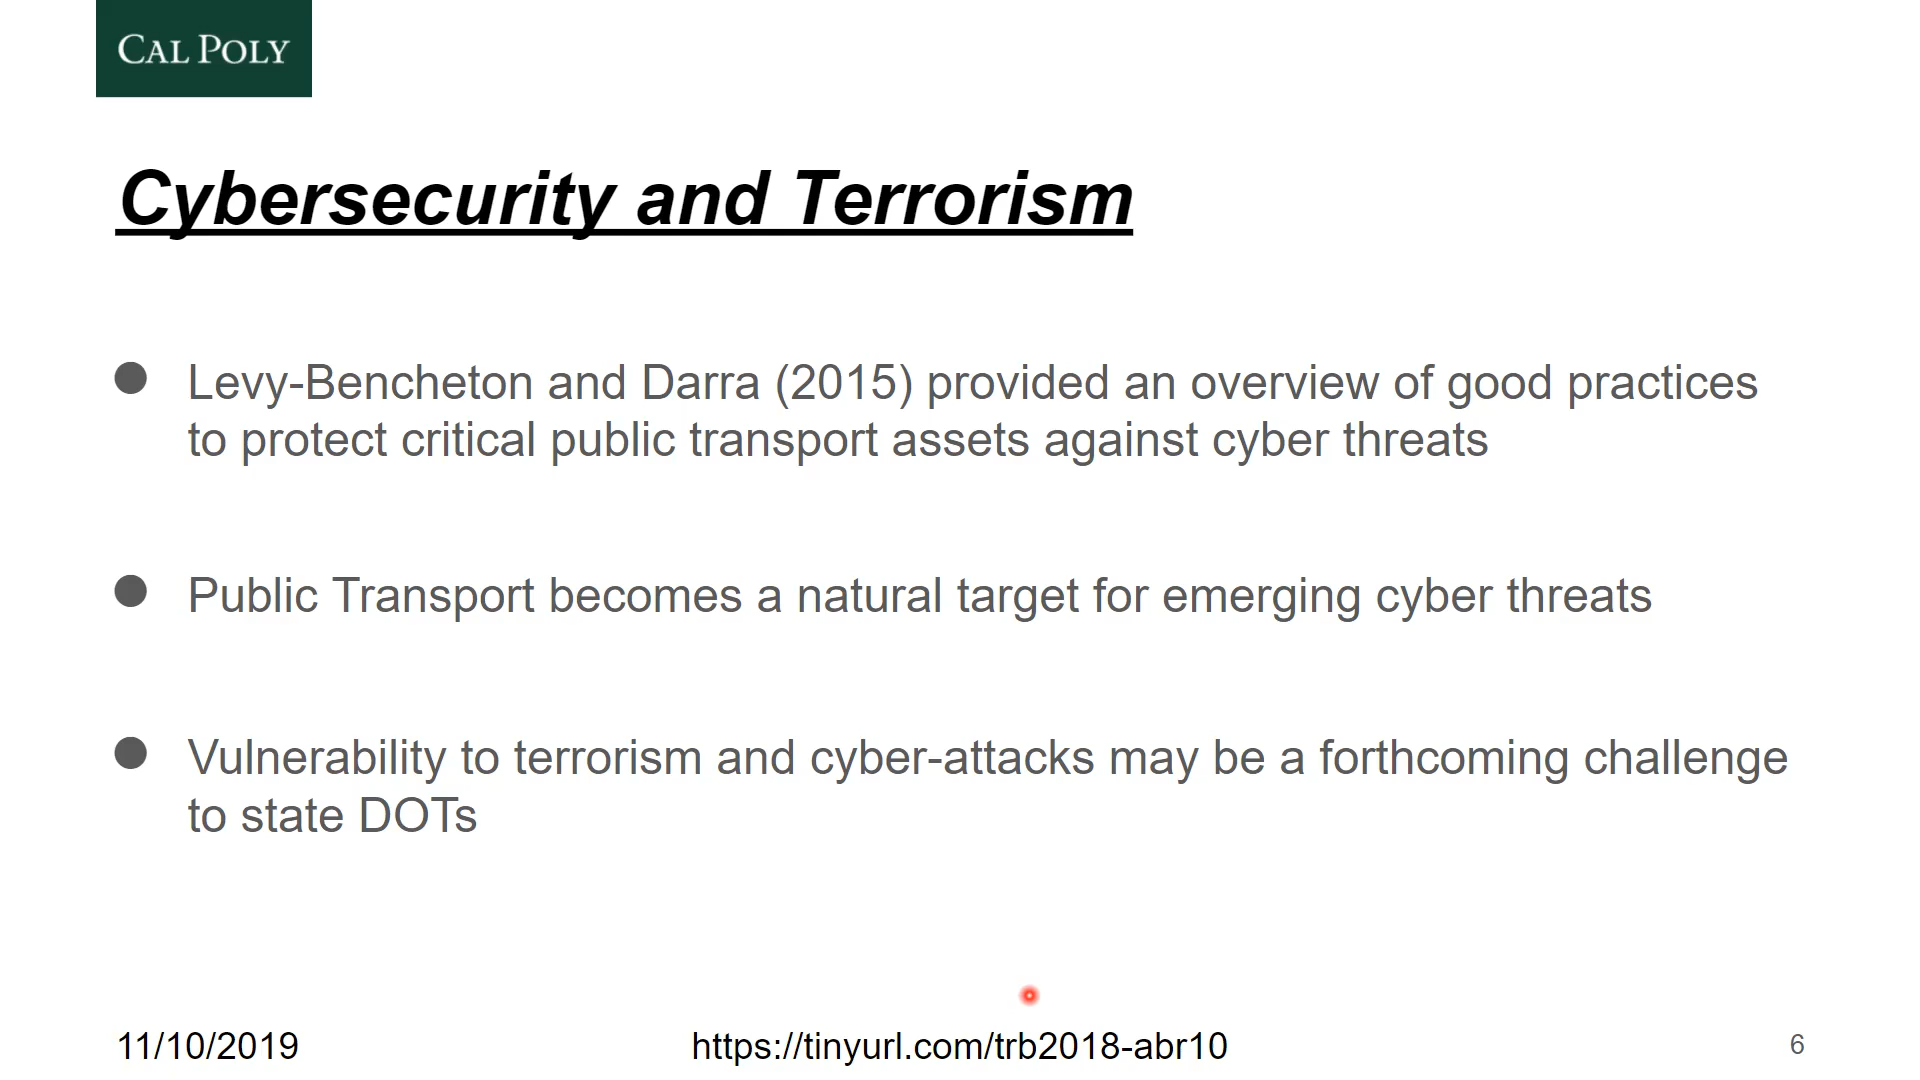 CAL POLY
Cybersecurity and Terrorism
Levy-Bencheton and Darra (2015) provided an overview of good practices
to protect critical public transport assets against cyber threats
Public Transport becomes a natural target for emerging cyber threats
Vulnerability to terrorism and cyber-attacks may be a forthcoming challenge
to state DOTs
11/10/2019
https://tinyurl.com/trb2018-abr10
6